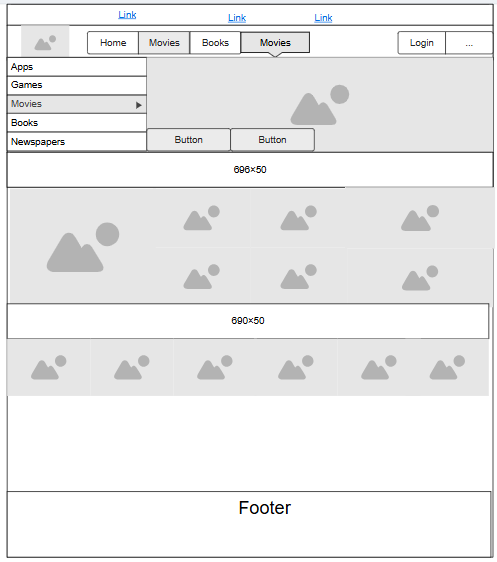 Link Link Link
Home Movies Books Movies Login ...
Apps
Games
Movies
Books
Newspapers
Button Button
696×50
690×50
Footer